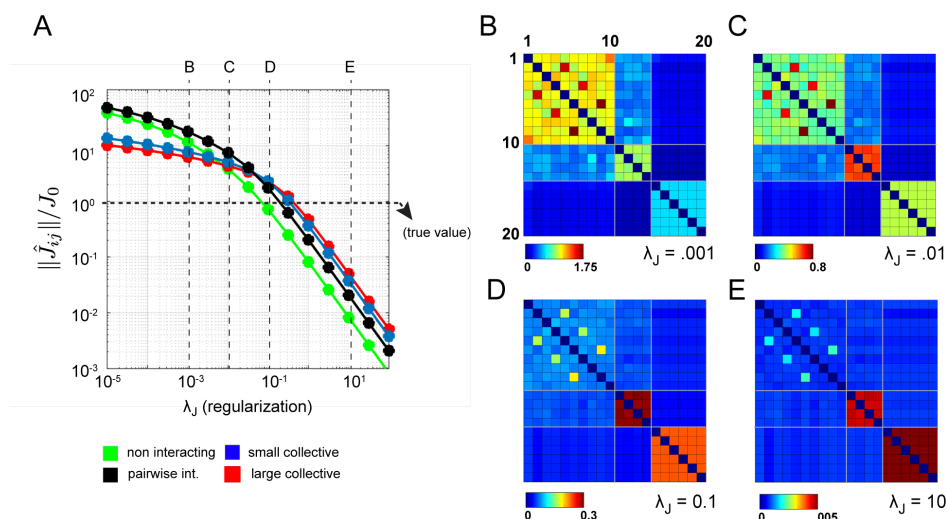 A
B C D E
10^2
10^1
10^0
10^-1
10^-2
10^-3
||Ĵ_ij||/J_0
(true value)
10^-5 10^-3 10^-1 10^1
λ_J (regularization)
non interacting
pairwise int.
small collective
large collective
B
1 10 20
1
10
20
0 1.75
λ_J = .001
C
0 0.8
λ_J = .01
D
0 0.3
λ_J = 0.1
E
0 005
λ_J = 10